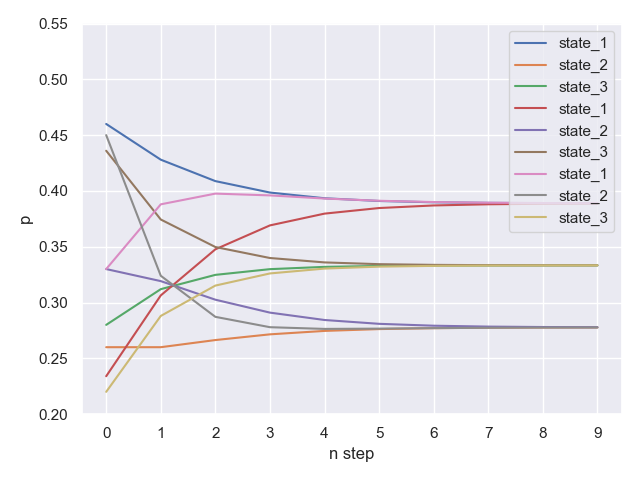 0.55
0.50
0.45
0.40
0.35
0.30
0.25
0.20
p
state_1
state_2
state_3
state_1
state_2
state_3
state_1
state_2
state_3
0 1 2 3 4 5 6 7 8 9
n step